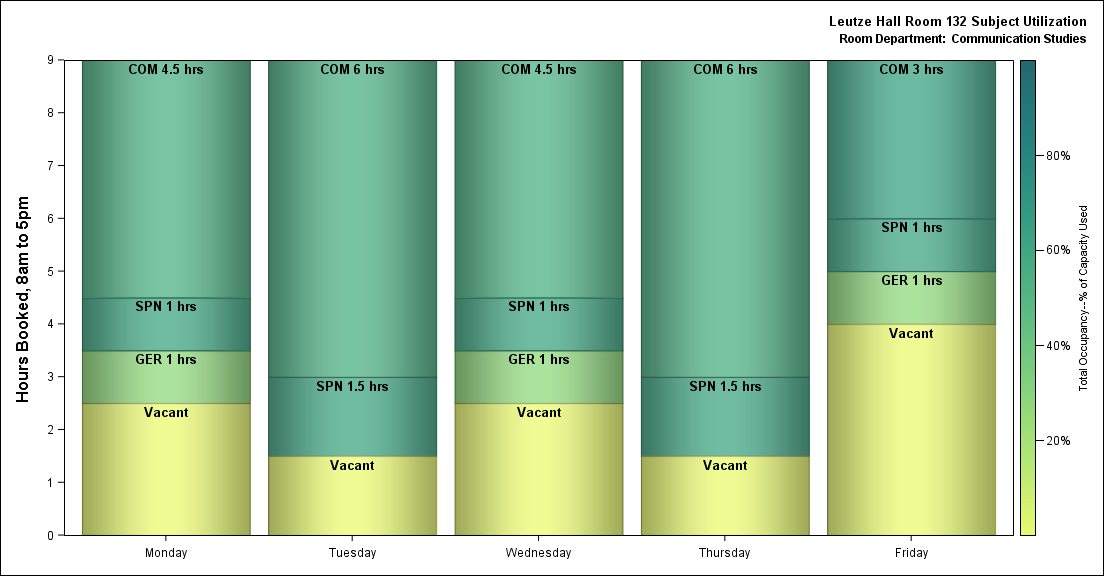 Leutze Hall Room 132 Subject Utilization
Room Department: Communication Studies
Hours Booked, 8am to 5pm
9
8
7
6
5
4
3
2
1
0
COM 4.5 hrs
SPN 1 hrs
GER 1 hrs
Vacant
Monday
COM 6 hrs
SPN 1.5 hrs
Vacant
Tuesday
COM 4.5 hrs
SPN 1 hrs
GER 1 hrs
Vacant
Wednesday
COM 6 hrs
SPN 1.5 hrs
Vacant
Thursday
COM 3 hrs
SPN 1 hrs
GER 1 hrs
Vacant
Friday
80%
60%
40%
20%
Total Occupancy--% of Capacity Used